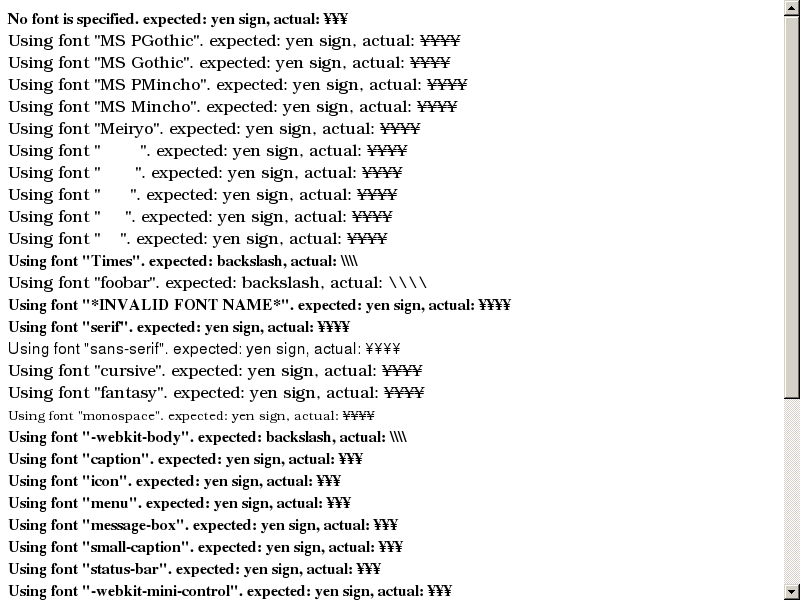 No font is specified. expected: yen sign, actual: ¥¥¥
Using font "MS PGothic". expected: yen sign, actual: ¥¥¥¥
Using font "MS Gothic". expected: yen sign, actual: ¥¥¥¥
Using font "MS PMincho". expected: yen sign, actual: ¥¥¥¥
Using font "MS Mincho". expected: yen sign, actual: ¥¥¥¥
Using font "Meiryo". expected: yen sign, actual: ¥¥¥¥
Using font "        ". expected: yen sign, actual: ¥¥¥¥
Using font "       ". expected: yen sign, actual: ¥¥¥¥
Using font "      ". expected: yen sign, actual: ¥¥¥¥
Using font "     ". expected: yen sign, actual: ¥¥¥¥
Using font "    ". expected: yen sign, actual: ¥¥¥¥
Using font "Times". expected: backslash, actual: \\\\
Using font "foobar". expected: backslash, actual: \\\\
Using font "*INVALID FONT NAME*". expected: yen sign, actual: ¥¥¥¥
Using font "serif". expected: yen sign, actual: ¥¥¥¥
Using font "sans-serif". expected: yen sign, actual: ¥¥¥¥
Using font "cursive". expected: yen sign, actual: ¥¥¥¥
Using font "fantasy". expected: yen sign, actual: ¥¥¥¥
Using font "monospace". expected: yen sign, actual: ¥¥¥¥
Using font "-webkit-body". expected: backslash, actual: \\\\
Using font "caption". expected: yen sign, actual: ¥¥¥
Using font "icon". expected: yen sign, actual: ¥¥¥
Using font "menu". expected: yen sign, actual: ¥¥¥
Using font "message-box". expected: yen sign, actual: ¥¥¥
Using font "small-caption". expected: yen sign, actual: ¥¥¥
Using font "status-bar". expected: yen sign, actual: ¥¥¥
Using font "-webkit-mini-control". expected: yen sign, actual: ¥¥¥